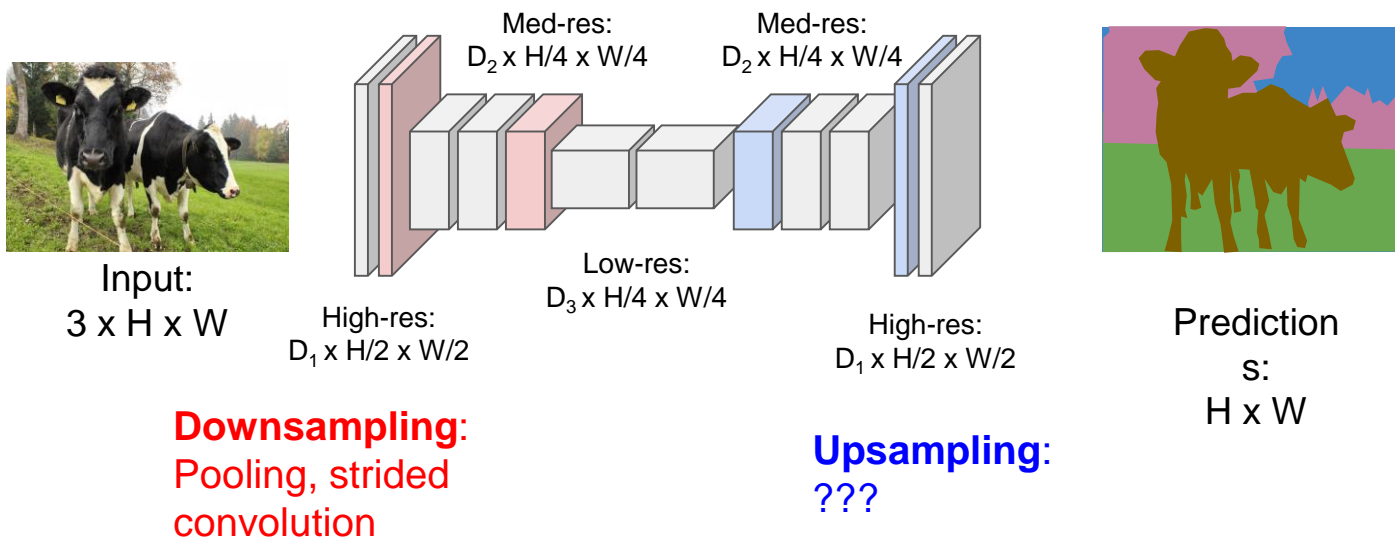 Med-res:
D₂ x H/4 x W/4
Med-res:
D₂ x H/4 x W/4
Input:
3 x H x W
High-res:
D₁ x H/2 x W/2
Low-res:
D₃ x H/4 x W/4
High-res:
D₁ x H/2 x W/2
Prediction
s:
H x W
Downsampling:
Pooling, strided
convolution
Upsampling:
???